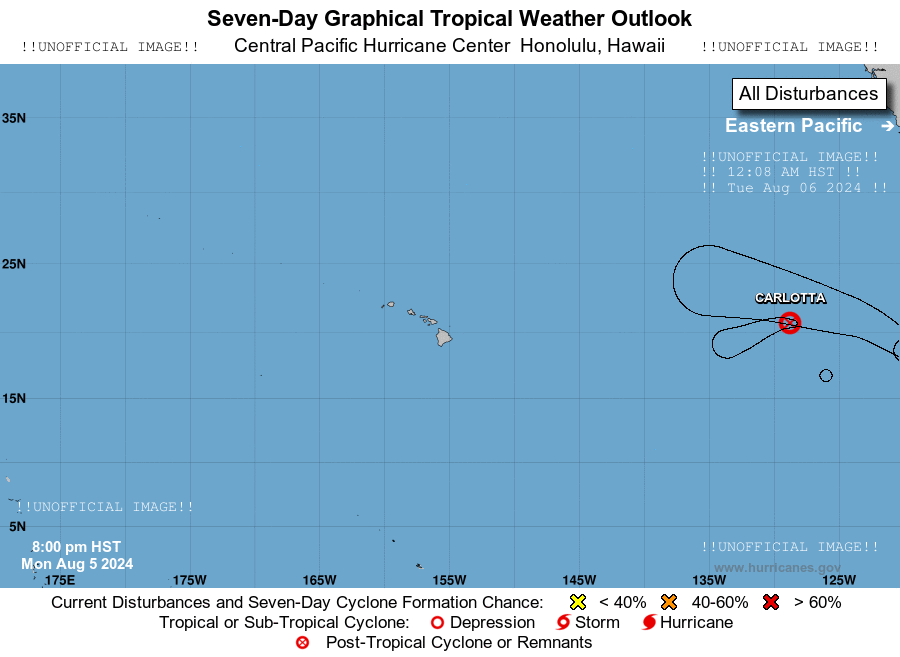 Seven-Day Graphical Tropical Weather Outlook
!!UNOFFICIAL IMAGE!! Central Pacific Hurricane Center Honolulu, Hawaii !!UNOFFICIAL IMAGE!!
All Disturbances
35N
Eastern Pacific
!!UNOFFICIAL IMAGE!!
!! 12:08 AM HST !!
!! Tue Aug 06 2024 !!
25N
CARLOTTA
15N
!!UNOFFICIAL IMAGE!!
5N
8:00 pm HST
Mon Aug 5 2024
!!UNOFFICIAL IMAGE!!
www.hurricanes.gov
175E 175W 165W 155W 145W 135W 125W
Current Disturbances and Seven-Day Cyclone Formation Chance: < 40% 40-60% > 60%
Tropical or Sub-Tropical Cyclone: Depression Storm Hurricane
Post-Tropical Cyclone or Remnants